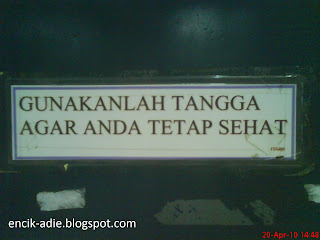 GUNAKANLAH TANGGA
AGAR ANDA TETAP SEHAT
encik-adie.blogspot.com
20-Apr-10 14:48